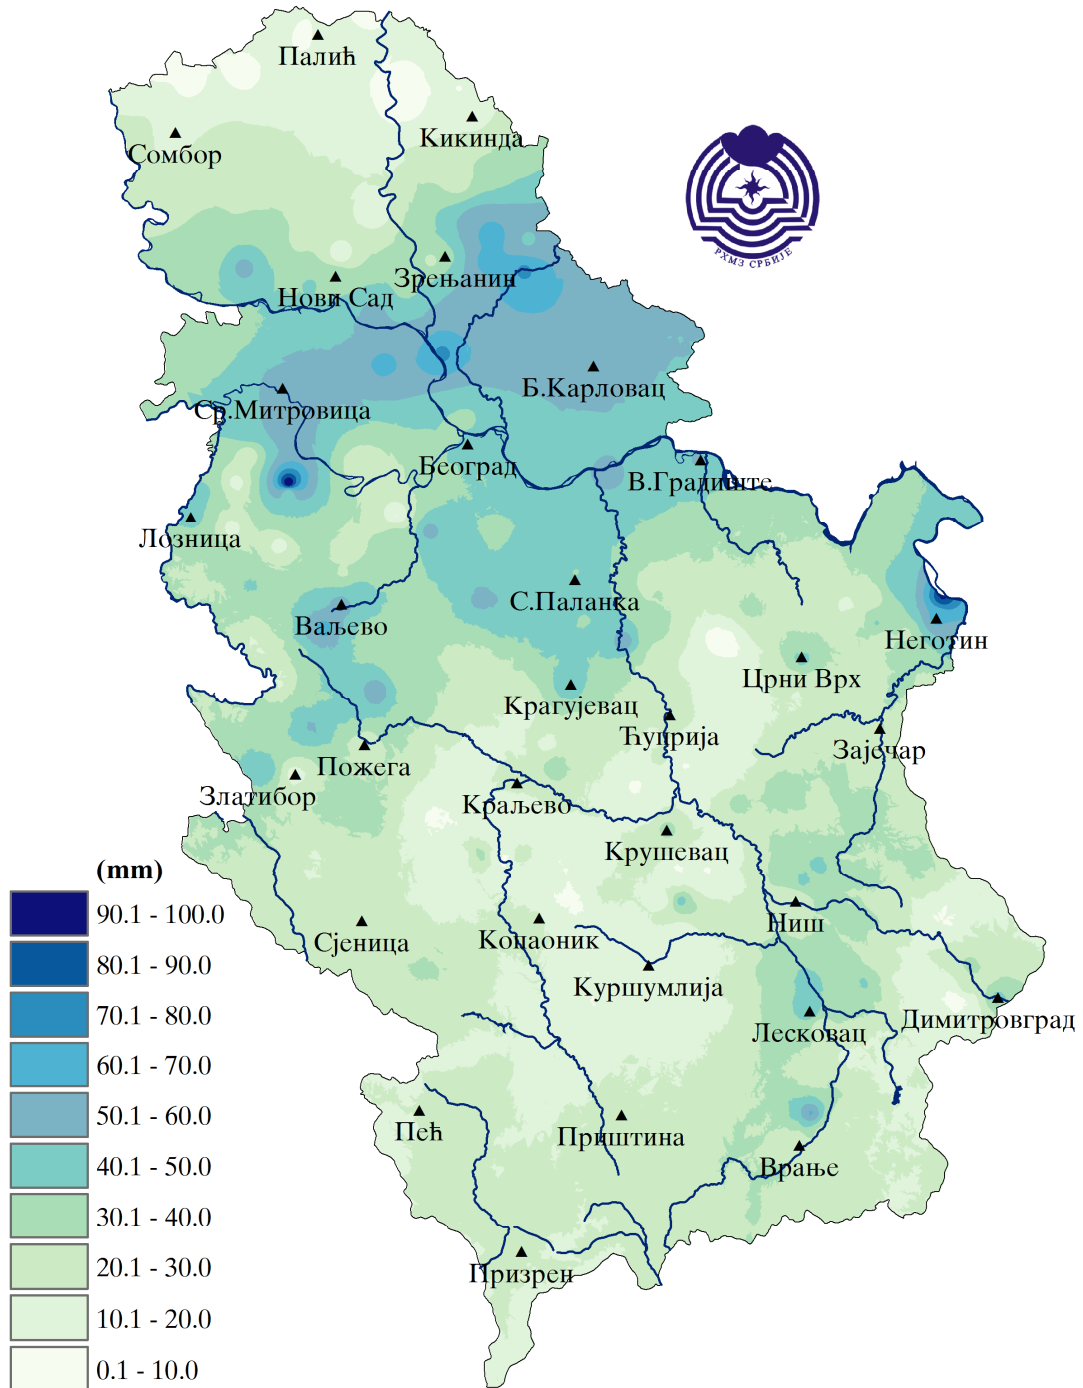 Палић
Кикинда
Сомбор
РХМЗ СРБИЈЕ
Зрењанин
Нови Сад
Б.Карловац
Ср.Митровица
Београд
В.Градиште
Лозница
С.Паланка
Ваљево
Неготин
Црни Врх
Крагујевац
Ћуприја
Зајечар
Пожега
Златибор
Краљево
Крушевац
(mm)
90.1 - 100.0
80.1 - 90.0
70.1 - 80.0
60.1 - 70.0
50.1 - 60.0
40.1 - 50.0
30.1 - 40.0
20.1 - 30.0
10.1 - 20.0
0.1 - 10.0
Ниш
Сјеница
Копаоник
Куршумлија
Лесковац
Димитровград
Пећ
Приштина
Врање
Призрен